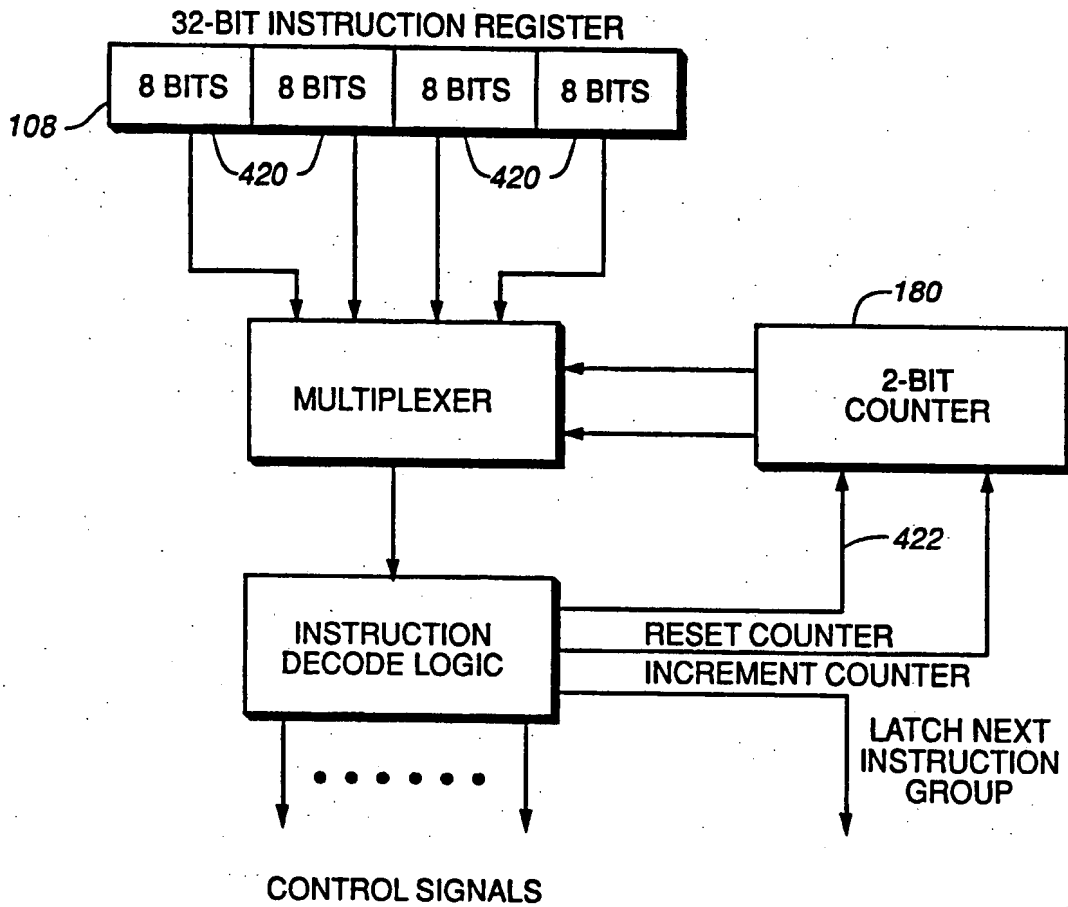 32-BIT INSTRUCTION REGISTER
8 BITS 8 BITS 8 BITS 8 BITS
108
420 420
180
MULTIPLEXER
2-BIT
COUNTER
422
INSTRUCTION
DECODE LOGIC
RESET COUNTER
INCREMENT COUNTER
LATCH NEXT
INSTRUCTION
GROUP
CONTROL SIGNALS